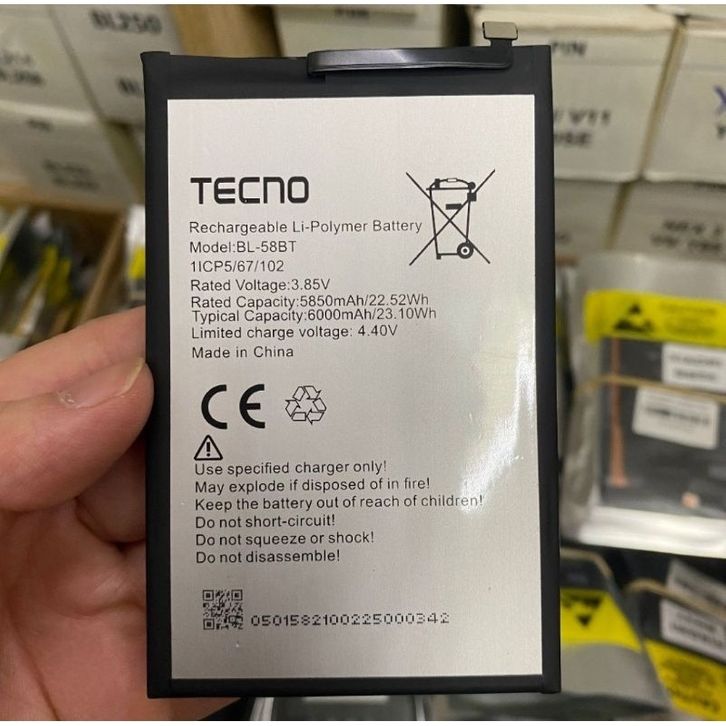 BL250
TECNO
Rechargeable Li-Polymer Battery
Model:BL-58BT
1ICP5/67/102
Rated Voltage:3.85V
Rated Capacity:5850mAh/22.52Wh
Typical Capacity:6000mAh/23.10Wh
Limited charge voltage: 4.40V
Made in China
CE
Use specified charger only!
May explode if disposed of in fire!
Keep the battery out of reach of children!
Do not short-circuit!
Do not squeeze or shock!
Do not disassemble!
0501582100225000342